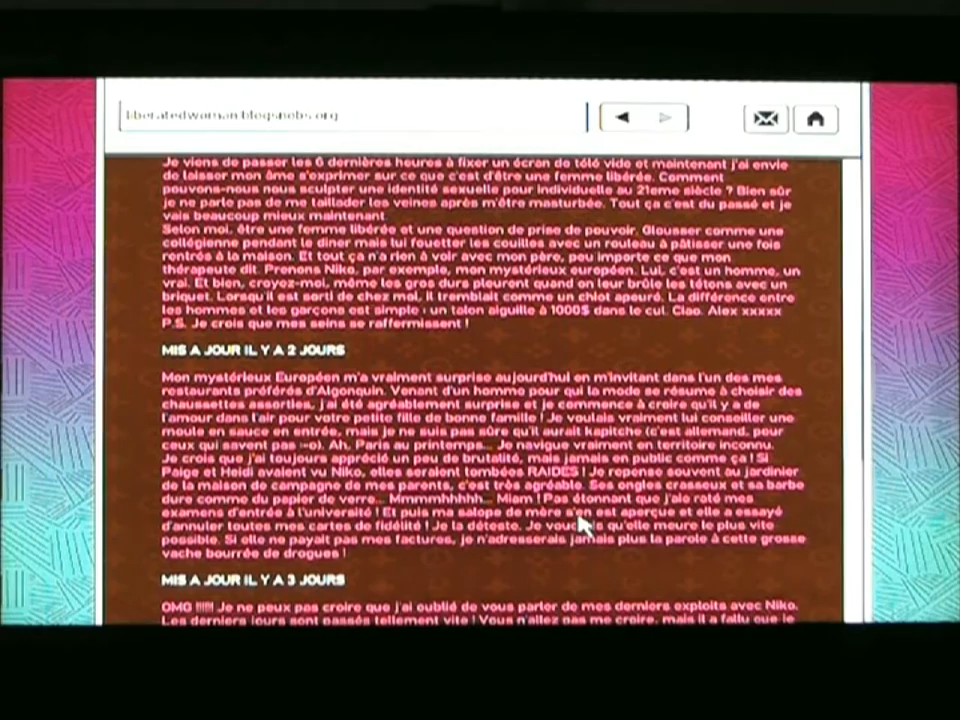 liberatedwoman.blogsnobs.org
Je viens de passer les 6 dernières heures à fixer un écran de télé vide et maintenant j'ai envie
de laisser mon âme s'exprimer sur ce que c'est d'être une femme libérée. Comment
pouvons-nous nous sculpter une identité sexuelle pour individuelle au 21eme siècle ? Bien sûr
je ne parle pas de me taillader les veines après m'être masturbée. Tout ça c'est du passé et je
vais beaucoup mieux maintenant.
Selon moi, être une femme libérée et une question de prise de pouvoir. Glousser comme une
collégienne pendant le dîner mais lui fouetter les couilles avec un rouleau à pâtisser une fois
rentrés à la maison. Et tout ça n'a rien à voir avec mon père, peu importe ce que mon
thérapeute dit. Prenons Niko, par exemple, mon mystérieux européen. Lui, c'est un homme, un
vrai. Et bien, croyez-moi, même les gros durs pleurent quand on leur brûle les tétons avec un
briquet. Lorsqu'il est sorti de chez moi, il tremblait comme un chiot apeuré. La différence entre
les hommes et les garçons est simple : un talon aiguille à 1000$ dans le cul. Ciao. Alex xxxxx
P.S. Je crois que mes seins se raffermissent !
MIS A JOUR IL Y A 2 JOURS
Mon mystérieux Européen m'a vraiment surprise aujourd'hui en m'invitant dans l'un des mes
restaurants préférés d'Algonquin. Venant d'un homme pour qui la mode se résume à choisir des
chaussettes assorties, j'ai été agréablement surprise et je commence à croire qu'il y a de
l'amour dans l'air pour votre petite fille de bonne famille ! Je voulais vraiment lui conseiller une
moule en sauce en entrée, mais je ne suis pas sûre qu'il aurait kapitche (c'est allemand, pour
ceux qui savent pas :-o). Ah, Paris au printemps... Je navigue vraiment en territoire inconnu.
Je crois que j'ai toujours apprécié un peu de brutalité, mais jamais en public comme ça ! Si
Paige et Heidi avaient vu Niko, elles seraient tombées RAIDES ! Je repense souvent au jardinier
de la maison de campagne de mes parents, c'est très agréable. Ses ongles crasseux et sa barbe
dure comme du papier de verre... Mmmmhhhhh... Miam ! Pas étonnant que j'aie raté mes
examens d'entrée à l'université ! Et puis ma salope de mère s'en est aperçue et elle a essayé
d'annuler toutes mes cartes de fidélité ! Je la déteste. Je voudrais qu'elle meure le plus vite
possible. Si elle ne payait pas mes factures, je n'adresserais jamais plus la parole à cette grosse
vache bourrée de drogues !
MIS A JOUR IL Y A 3 JOURS
OMG !!!!!! Je ne peux pas croire que j'ai oublié de vous parler de mes derniers exploits avec Niko.
Les derniers jours sont passés tellement vite ! Vous n'allez pas me croire, mais il a fallu que je